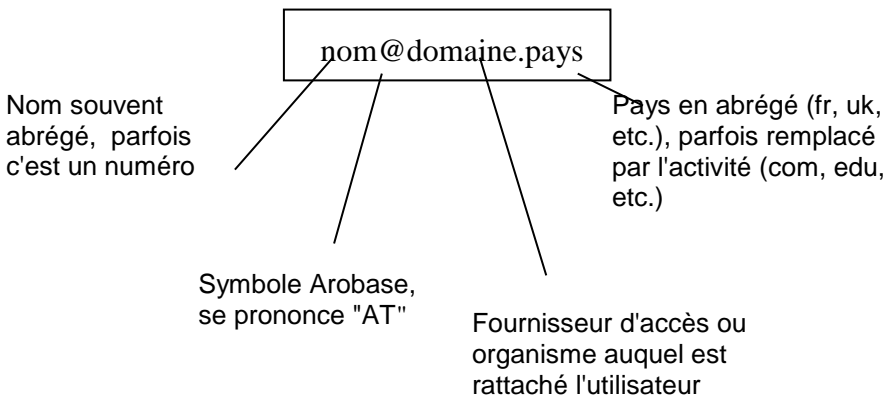 nom@domaine.pays
Nom souvent
abrégé, parfois
c'est un numéro
Pays en abrégé (fr, uk,
etc.), parfois remplacé
par l'activité (com, edu,
etc.)
Symbole Arobase,
se prononce "AT"
Fournisseur d'accès ou
organisme auquel est
rattaché l'utilisateur